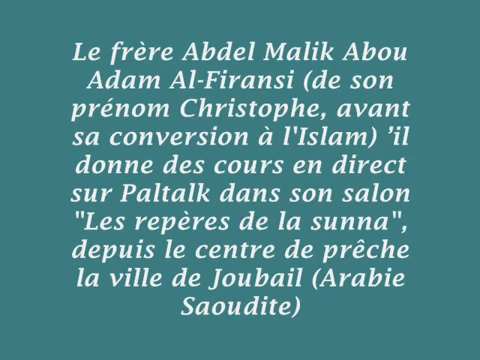 Le frère Abdel Malik Abou
Adam Al-Firansi (de son
prénom Christophe, avant
sa conversion à l'Islam) ’il
donne des cours en direct
sur Paltalk dans son salon
"Les repères de la sunna",
depuis le centre de prêche
la ville de Joubail (Arabie
Saoudite)